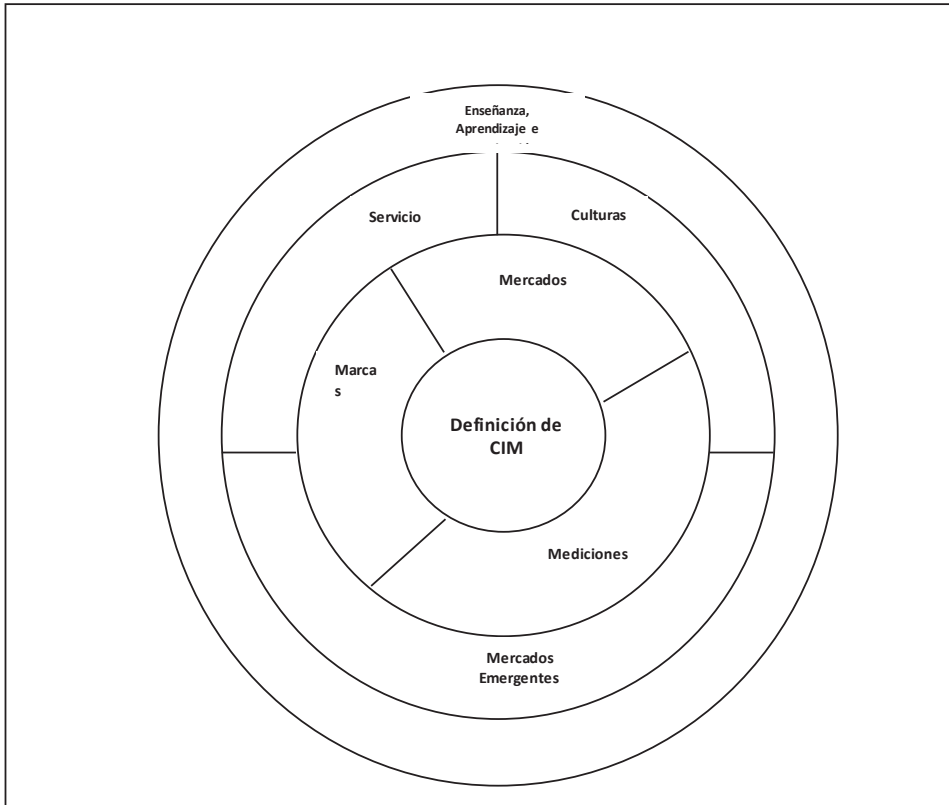 Enseñanza,
Aprendizaje e
Servicio
Culturas
Mercados
Marca
s
Definición de
CIM
Mediciones
Mercados
Emergentes